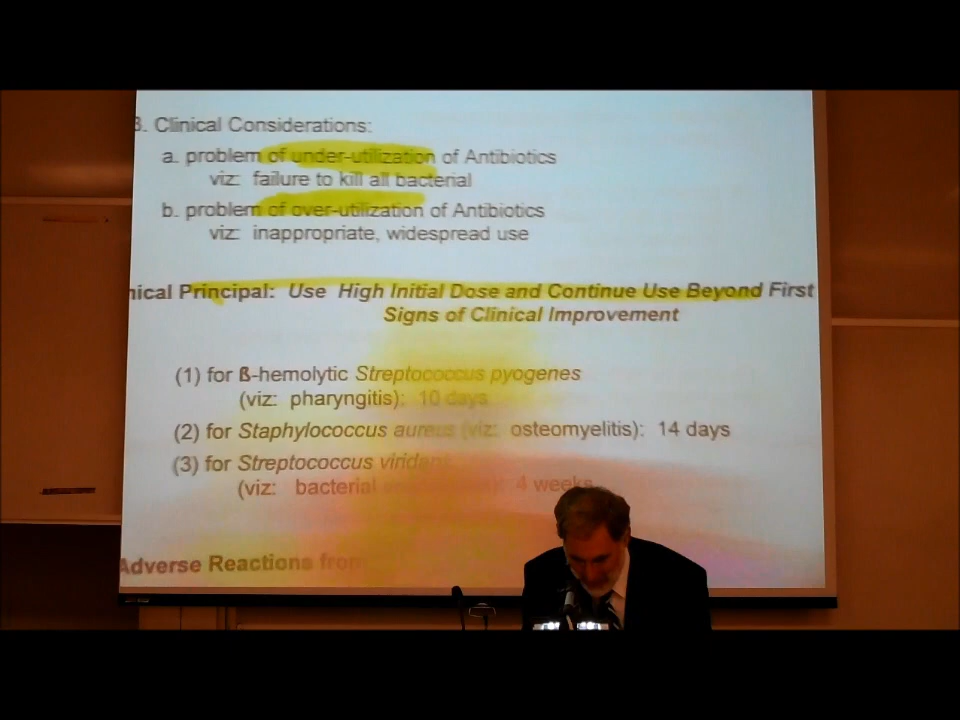 3. Clinical Considerations:
a. problem of under-utilization of Antibiotics
viz: failure to kill all bacterial
b. problem of over-utilization of Antibiotics
viz: inappropriate, widespread use
nical Principal: Use High Initial Dose and Continue Use Beyond First
Signs of Clinical Improvement
(1) for ß-hemolytic Streptococcus pyogenes
(viz: pharyngitis): 10 days
(2) for Staphylococcus aureus (viz: osteomyelitis): 14 days
(3) for Streptococcus
(viz: bacterial 4 weeks
Adverse Reactions from